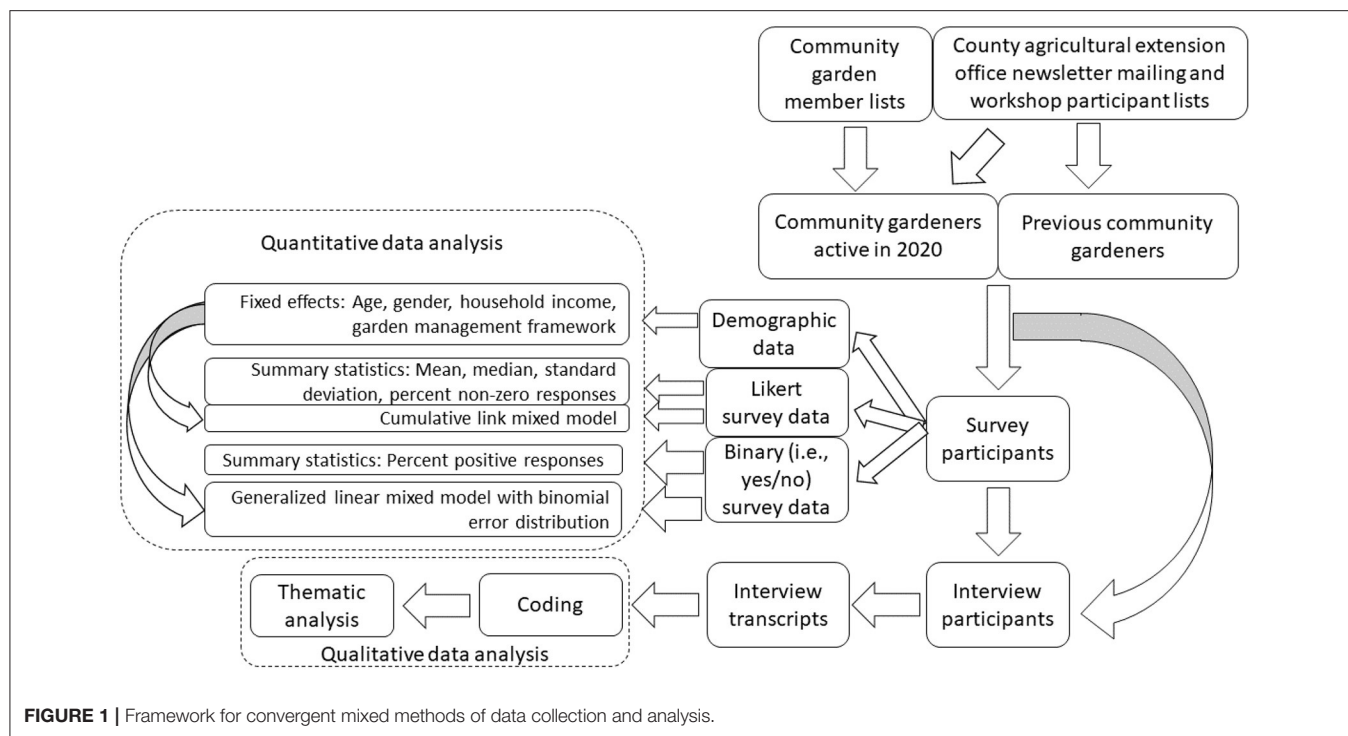 Community
garden
member lists
County agricultural extension
office newsletter mailing and
workshop participant lists
Community gardeners
active in 2020
Previous community
gardeners
Quantitative data analysis
Fixed effects: Age, gender, household income,
garden management framework
Summary statistics: Mean, median, standard
deviation, percent non-zero responses
Cumulative link mixed model
Summary statistics: Percent positive responses
Generalized linear mixed model with binomial
error distribution
Demographic
data
Likert
survey data
Binary (i.e.,
yes/no)
survey data
Survey
participants
Thematic
analysis
Coding
Qualitative data analysis
Interview
transcripts
Interview
participants
FIGURE 1 | Framework for convergent mixed methods of data collection and analysis.